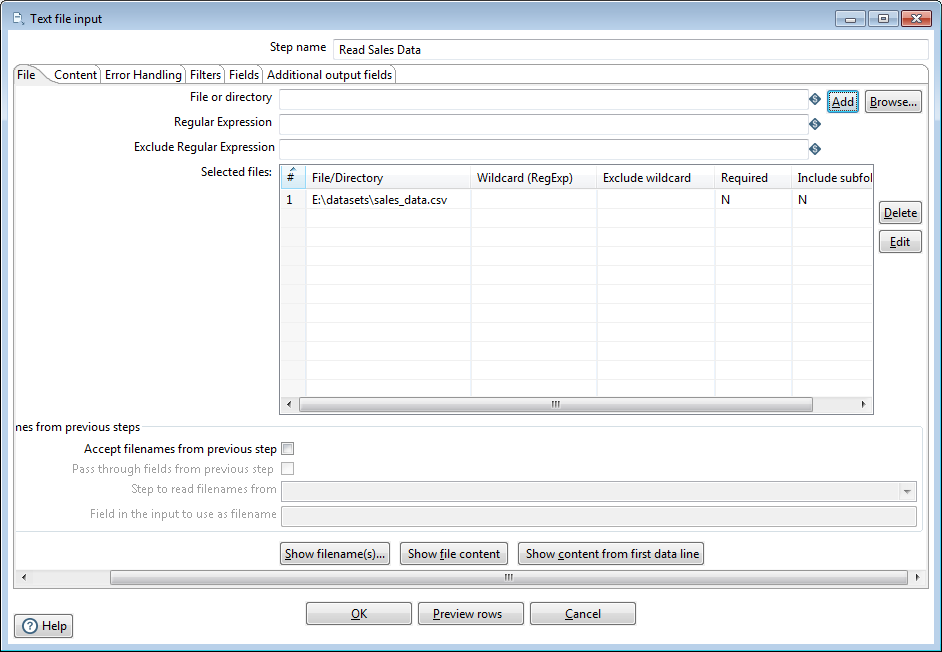 Text file input
Step name Read Sales Data
File Content Error Handling Filters Fields Additional output fields
File or directory Add Browse...
Regular Expression
Exclude Regular Expression
Selected files: # File/Directory Wildcard (RegExp) Exclude wildcard Required Include subfol
1 E:\datasets\sales_data.csv N N
Delete
Edit
nes from previous steps
Accept filenames from previous step
Pass through fields from previous step
Step to read filenames from
Field in the input to use as filename
Show filename(s)... Show file content Show content from first data line
OK Preview rows Cancel
Help